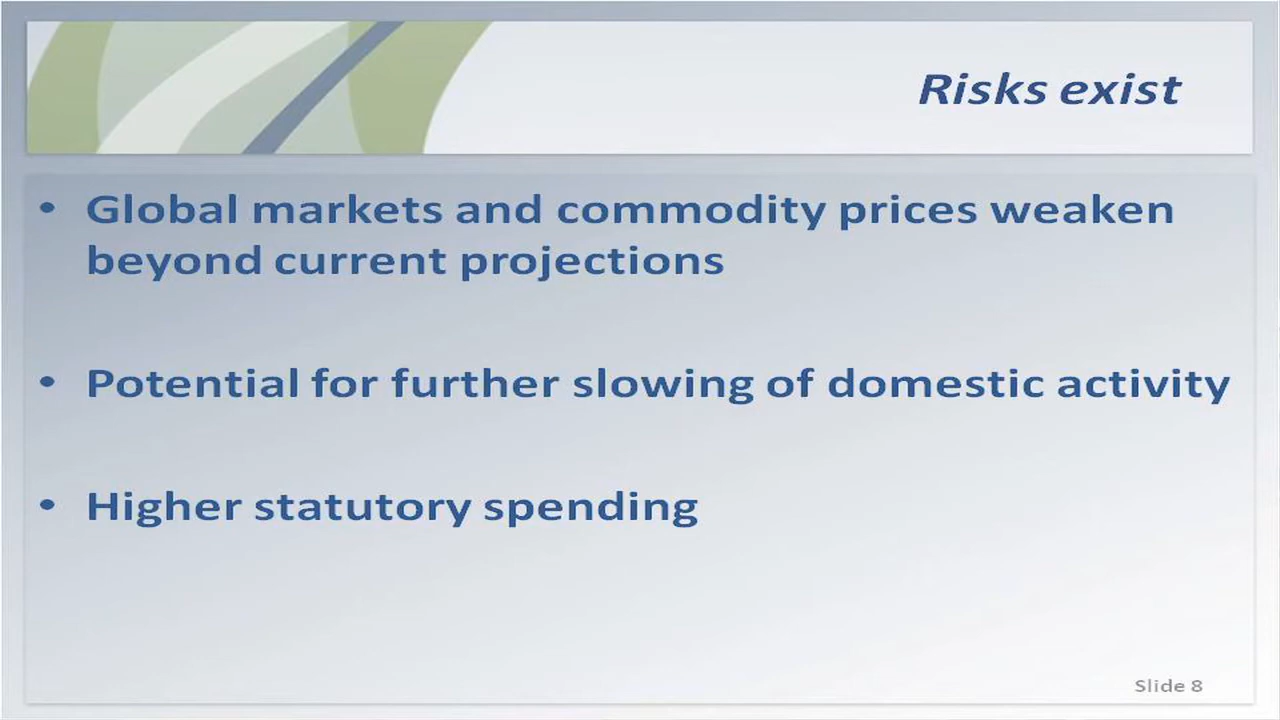 Risks exist
• Global markets and commodity prices weaken
beyond current projections
• Potential for further slowing of domestic activity
• Higher statutory spending
Slide 8